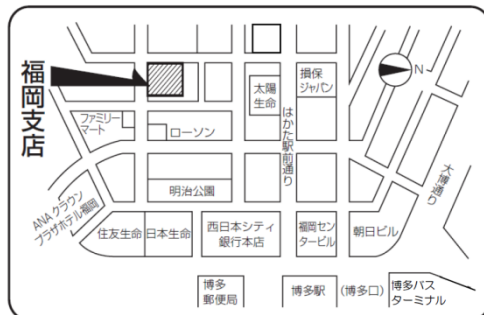 福岡支店
太陽
生命
損保
ジャパン
N
ファミリー
マート
ローソン
はかた駅前通り
大博通り
明治公園
ANAクラウン
プラザホテル福岡
住友生命
日本生命
西日本シティ
銀行本店
福岡セン
タービル
朝日ビル
博多
郵便局
博多駅
(博多口)
博多バス
ターミナル